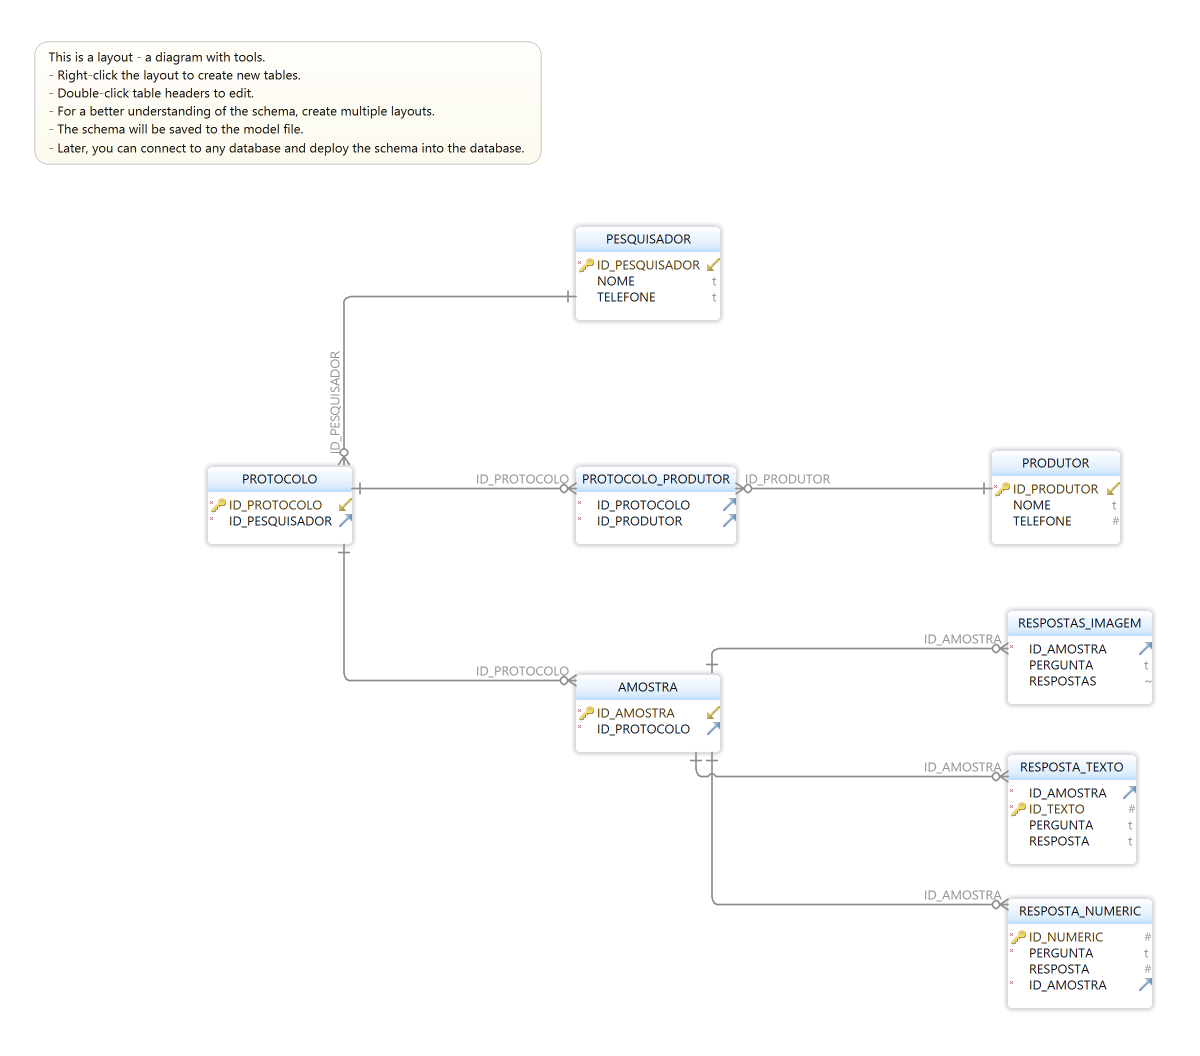 This is a layout - a diagram with tools.
- Right-click the layout to create new tables.
- Double-click table headers to edit.
- For a better understanding of the schema, create multiple layouts.
- The schema will be saved to the model file.
- Later, you can connect to any database and deploy the schema into the database.
PESQUISADOR
ID_PESQUISADOR
NOME t
TELEFONE t
ID_PESQUISADOR
PROTOCOLO
ID_PROTOCOLO
ID_PESQUISADOR
ID_PROTOCOLO
PROTOCOLO_PRODUTOR
ID_PROTOCOLO
ID_PRODUTOR
ID_PRODUTOR
PRODUTOR
ID_PRODUTOR
NOME t
TELEFONE #
ID_PROTOCOLO
AMOSTRA
ID_AMOSTRA
ID_PROTOCOLO
ID_AMOSTRA
RESPOSTAS_IMAGEM
ID_AMOSTRA
PERGUNTA t
RESPOSTAS ~
ID_AMOSTRA
RESPOSTA_TEXTO
ID_AMOSTRA
ID_TEXTO #
PERGUNTA t
RESPOSTA t
ID_AMOSTRA
RESPOSTA_NUMERIC
ID_NUMERIC #
PERGUNTA t
RESPOSTA #
ID_AMOSTRA